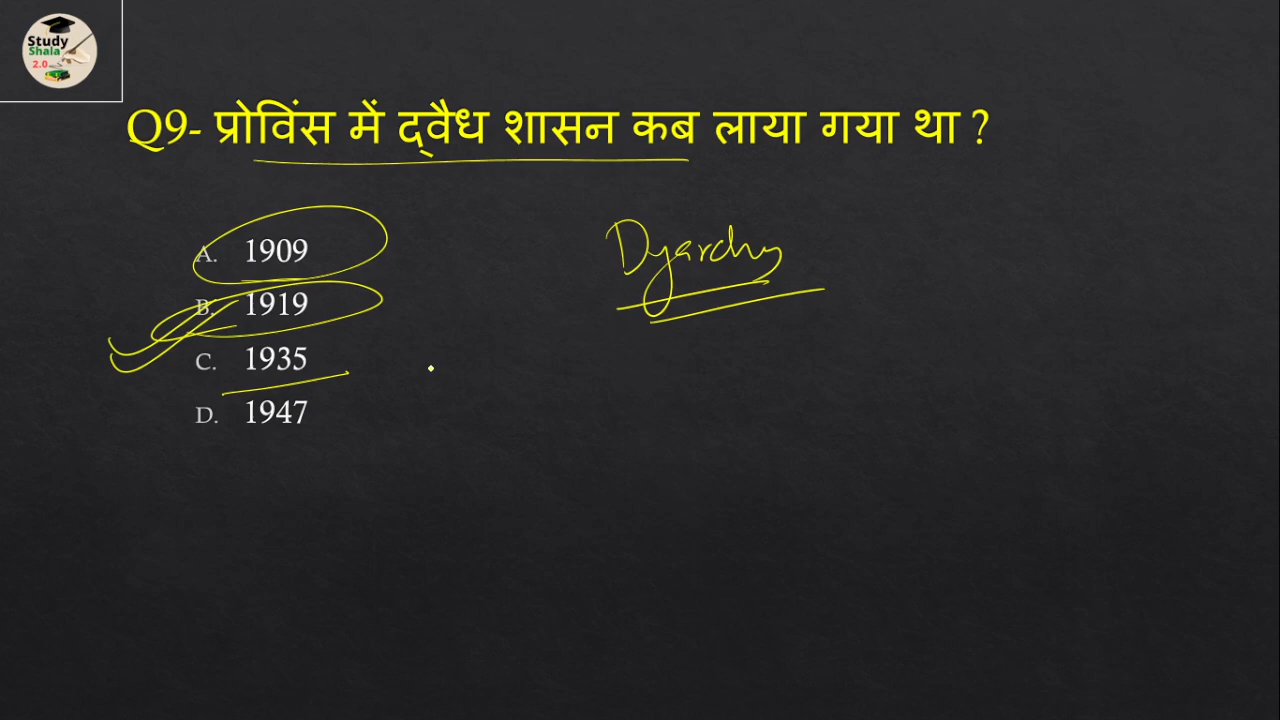 Study
Shala
2.0
Q9- प्रोविंस में द्वैध शासन कब लाया गया था ?
A. 1909
Dyarchy
B. 1919
C. 1935
D. 1947